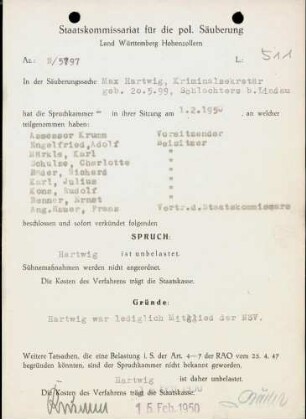 Staatskommissariat für die pol. Säuberung
Land Württemberg Hohenzollern
Az.: N/5797
L 511
In der Säuberungssache Max Hartwig, Kriminalsekretär
geb. 20.5.99, Schlachters b.Lindau
hat die Spruchkammer in ihrer Sitzung am 1.2.1950, an welcher
teilgenommen haben:
Assessor Krumm Vorsitzender
Engelfried,Adolf Beisitzer
Märkle, Karl "
Schulze, Charlotte "
Bader, Richard "
Karl, Julius "
Kons, Rudolf "
Renner, Ernst "
Ang.Bauer, Franz Vertr.d.Staatskommissars
beschlossen und sofort verkündet folgenden
SPRUCH:
Hartwig ist unbelastet.
Sühnemaßnahmen werden nicht angeordnet.
Die Kosten des Verfahrens trägt die Staatskasse.
Gründe:
Hartwig war lediglich Mitglied der NSV.
Weitere Tatsachen, die eine Belastung i. S. der Art. 4-7 der RAO vom 25. 4. 47
begründen könnten, sind der Spruchkammer nicht bekannt geworden.
Hartwig ist daher unbelastet.
Die Kosten des Verfahrens trägt die Staatskasse.
15. Feb. 1950